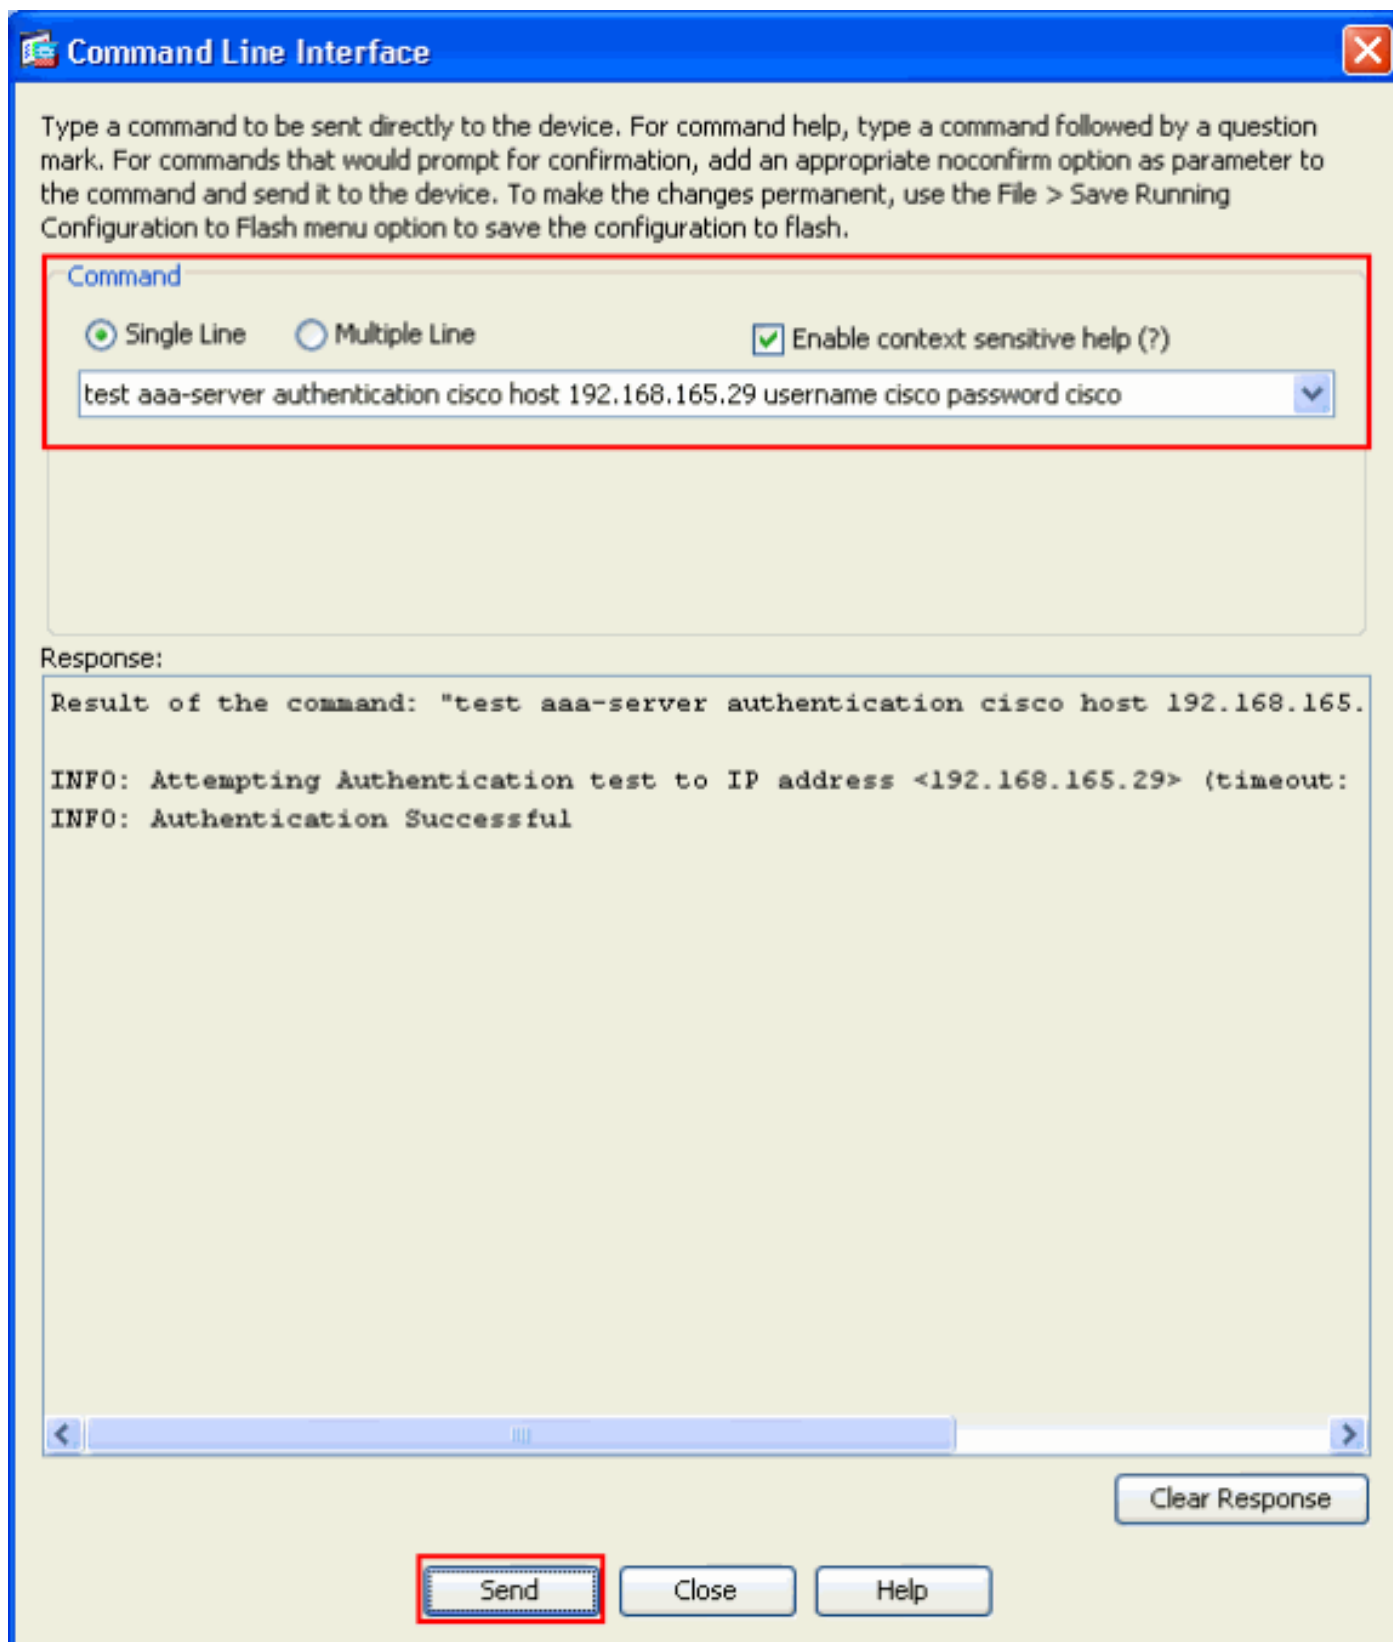 Command Line Interface
Type a command to be sent directly to the device. For command help, type a command followed by a question
mark. For commands that would prompt for confirmation, add an appropriate noconfirm option as parameter to
the command and send it to the device. To make the changes permanent, use the File > Save Running
Configuration to Flash menu option to save the configuration to flash.
Command
Single Line Multiple Line Enable context sensitive help (?)
test aaa-server authentication cisco host 192.168.165.29 username cisco password cisco
Response:
Result of the command: "test aaa-server authentication cisco host 192.168.165.
INFO: Attempting Authentication test to IP address <192.168.165.29> (timeout:
INFO: Authentication Successful
Clear Response
Send Close Help